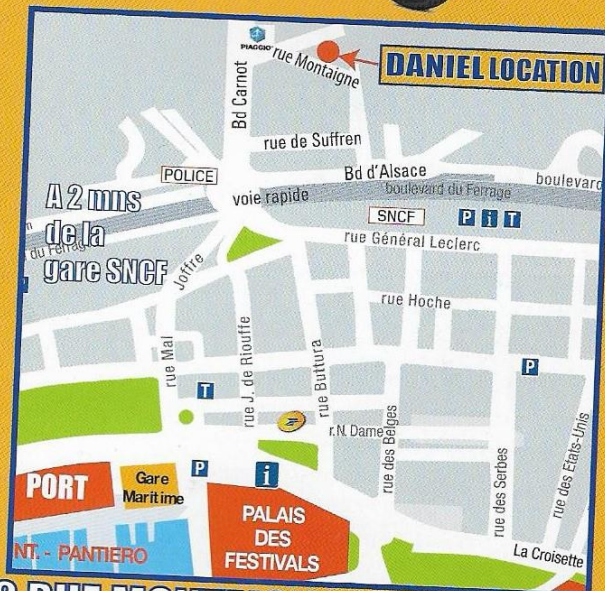 PIAGGIO
rue Montaigne
DANIEL LOCATION
Bd Carnot
rue de Suffren
POLICE
Bd d'Alsace
boulevard du Ferrage
boulevard
voie rapide
A 2 mns
de la
gare SNCF
du Ferrage
SNCF
P i T
rue Général Leclerc
Joffre
rue Hoche
rue Mal
rue J. de Riouffe
rue Buttura
P
T
r.N. Dame
rue des Belges
rue des Serbes
rue des Etats-Unis
P
i
PORT
Gare
Maritime
PALAIS
DES
FESTIVALS
NT. - PANTIERO
La Croisette
RUE